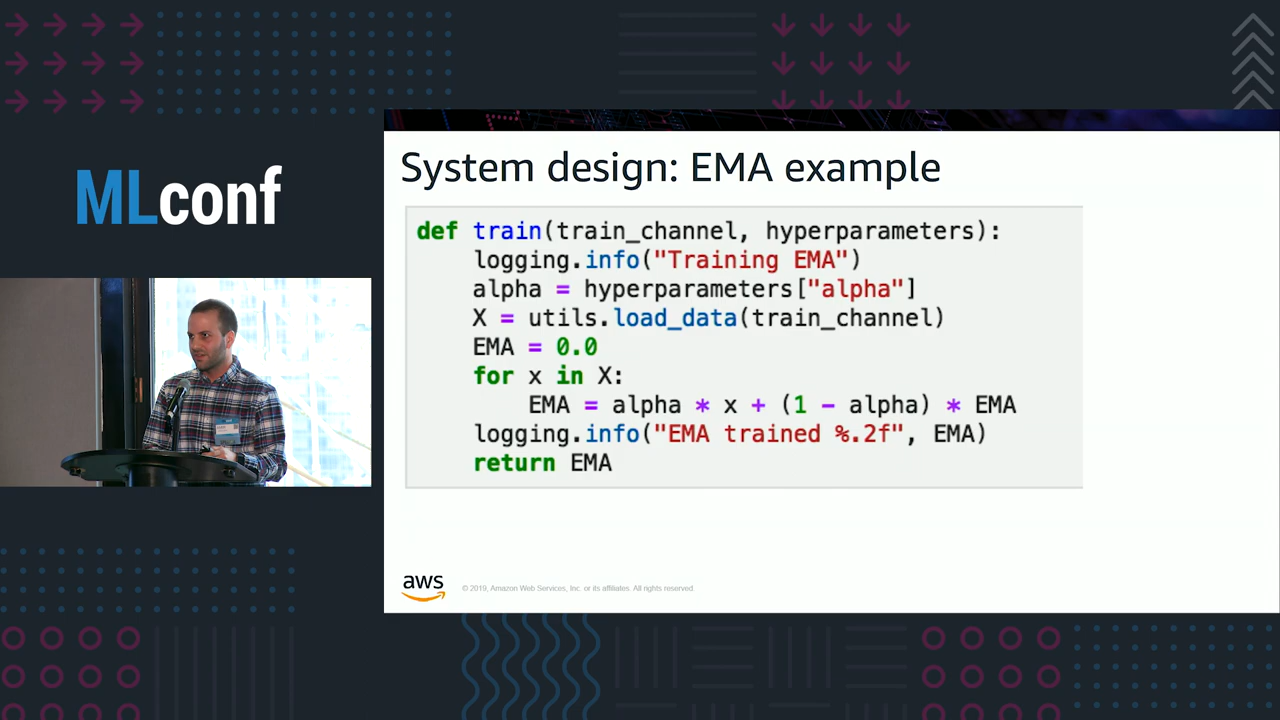 MLconf
System design: EMA example
def train(train_channel, hyperparameters):
    logging.info("Training EMA")
    alpha = hyperparameters["alpha"]
    X = utils.load_data(train_channel)
    EMA = 0.0
    for x in X:
        EMA = alpha * x + (1 - alpha) * EMA
    logging.info("EMA trained %.2f", EMA)
    return EMA
aws
© 2019, Amazon Web Services, Inc. or its affiliates. All rights reserved.